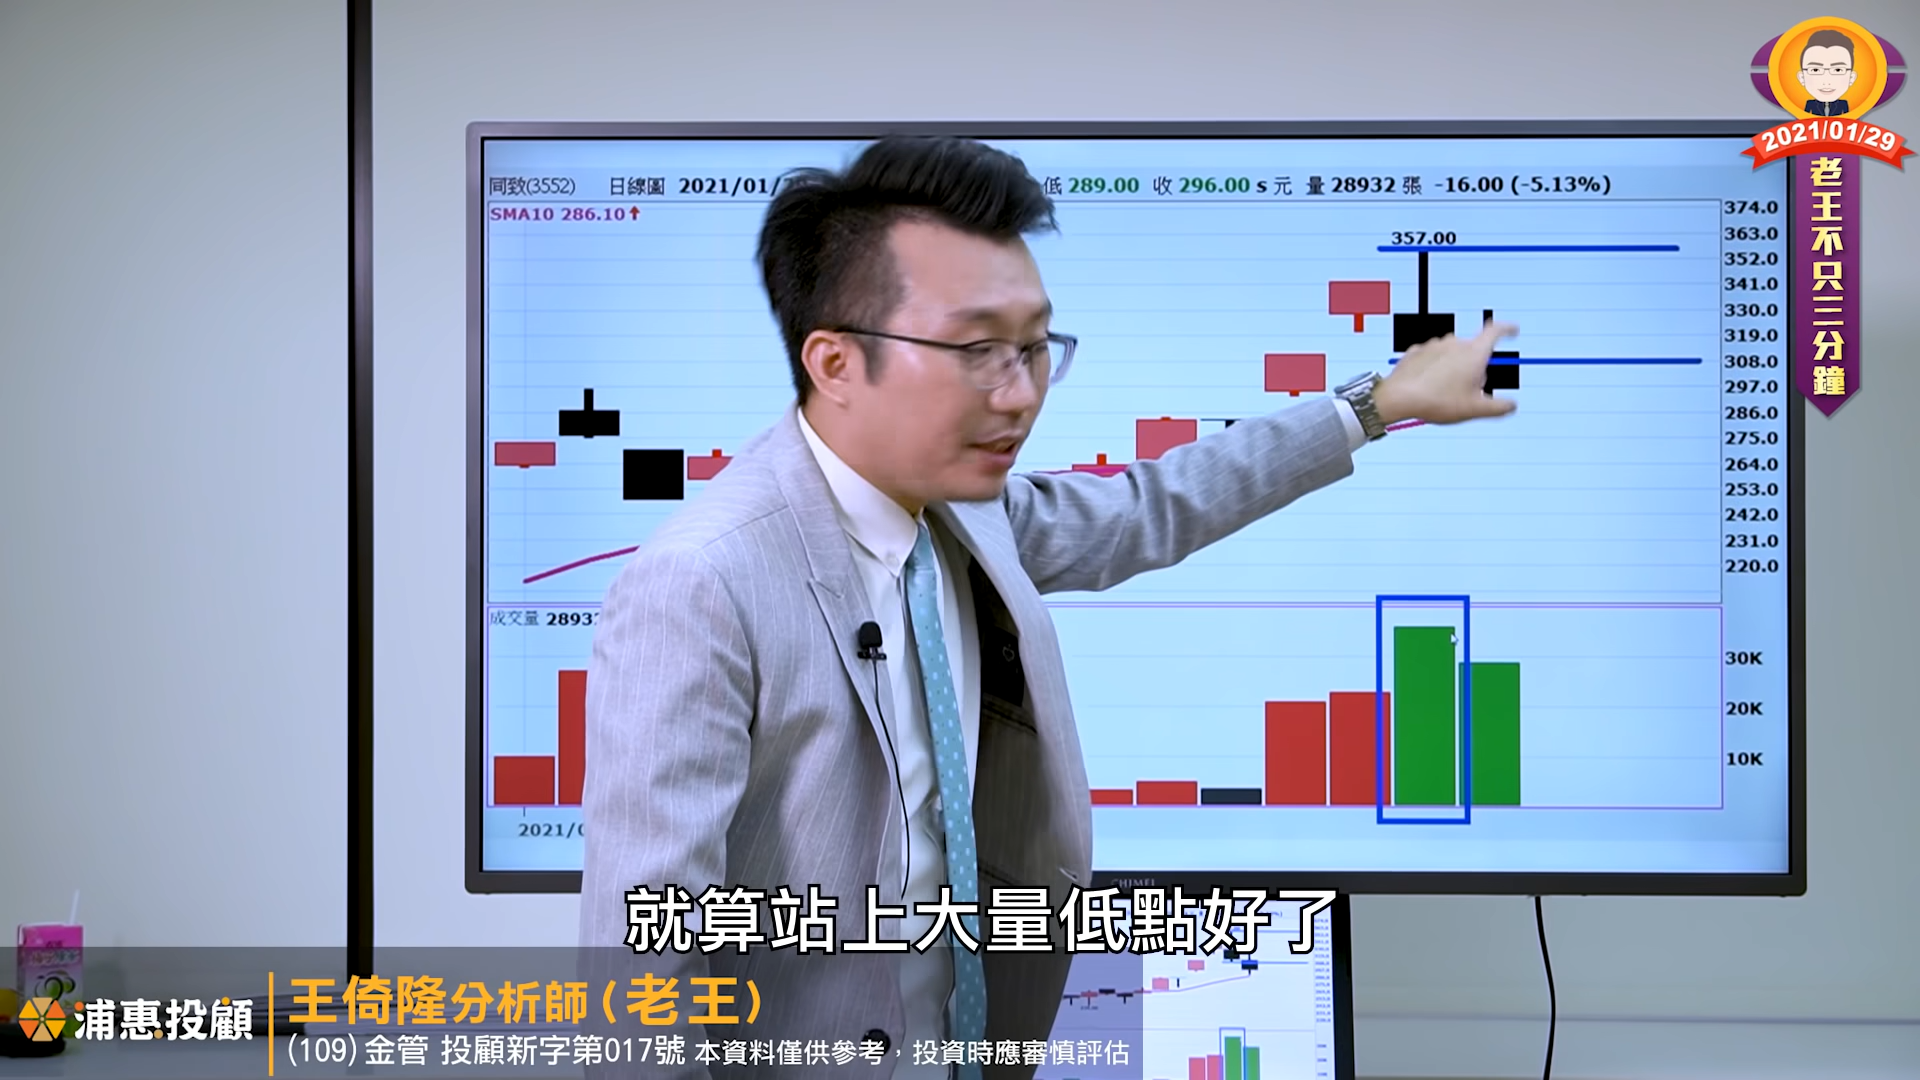 2021/01/29
老王不只三分鐘
同致(3552) 日線圖 2021/01/2 低 289.00 收 296.00 s 元 量 28932 張 -16.00 (-5.13%)
SMA10 286.10↑
357.00
374.0
363.0
352.0
341.0
330.0
319.0
308.0
297.0
286.0
275.0
264.0
253.0
242.0
231.0
220.0
成交量 2893
30K
20K
10K
2021/0
CHIMEI
就算站上大量低點好了
浦惠投顧
王倚隆分析師(老王)
(109)金管 投顧新字第017號 本資料僅供參考，投資時應審慎評估